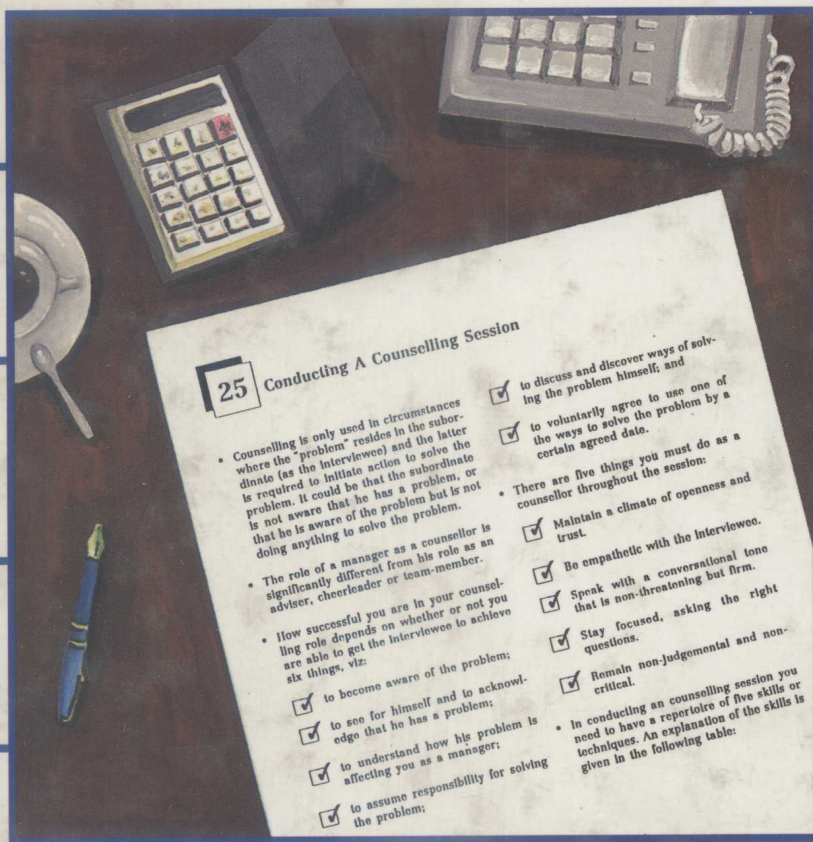 25 Conducting A Counselling Session
• Counselling is only used in circumstances
where the "problem" resides in the subor-
dinate (as the interviewee) and the latter
is required to initiate action to solve the
problem. It could be that the subordinate
is not aware that he has a problem, or
that he is aware of the problem but is not
doing anything to solve the problem.
• The role of a manager as a counsellor is
significantly different from his role as an
adviser, cheerleader or team-member.
• How successful you are in your counsel-
ling role depends on whether or not you
are able to get the interviewee to achieve
six things, viz:
to become aware of the problem;
to see for himself and to acknowl-
edge that he has a problem;
to understand how his problem is
affecting you as a manager;
to assume responsibility for solving
the problem;
to discuss and discover ways of solv-
ing the problem himself; and
to voluntarily agree to use one of
the ways to solve the problem by a
certain agreed date.
• There are five things you must do as a
counsellor throughout the session:
Maintain a climate of openness and
trust.
Be empathetic with the interviewee.
Speak with a conversational tone
that is non-threatening but firm.
Stay focused, asking the right
questions.
Remain non-judgemental and non-
critical.
• In conducting an counselling session you
need to have a repertoire of five skills or
techniques. An explanation of the skills is
given in the following table: